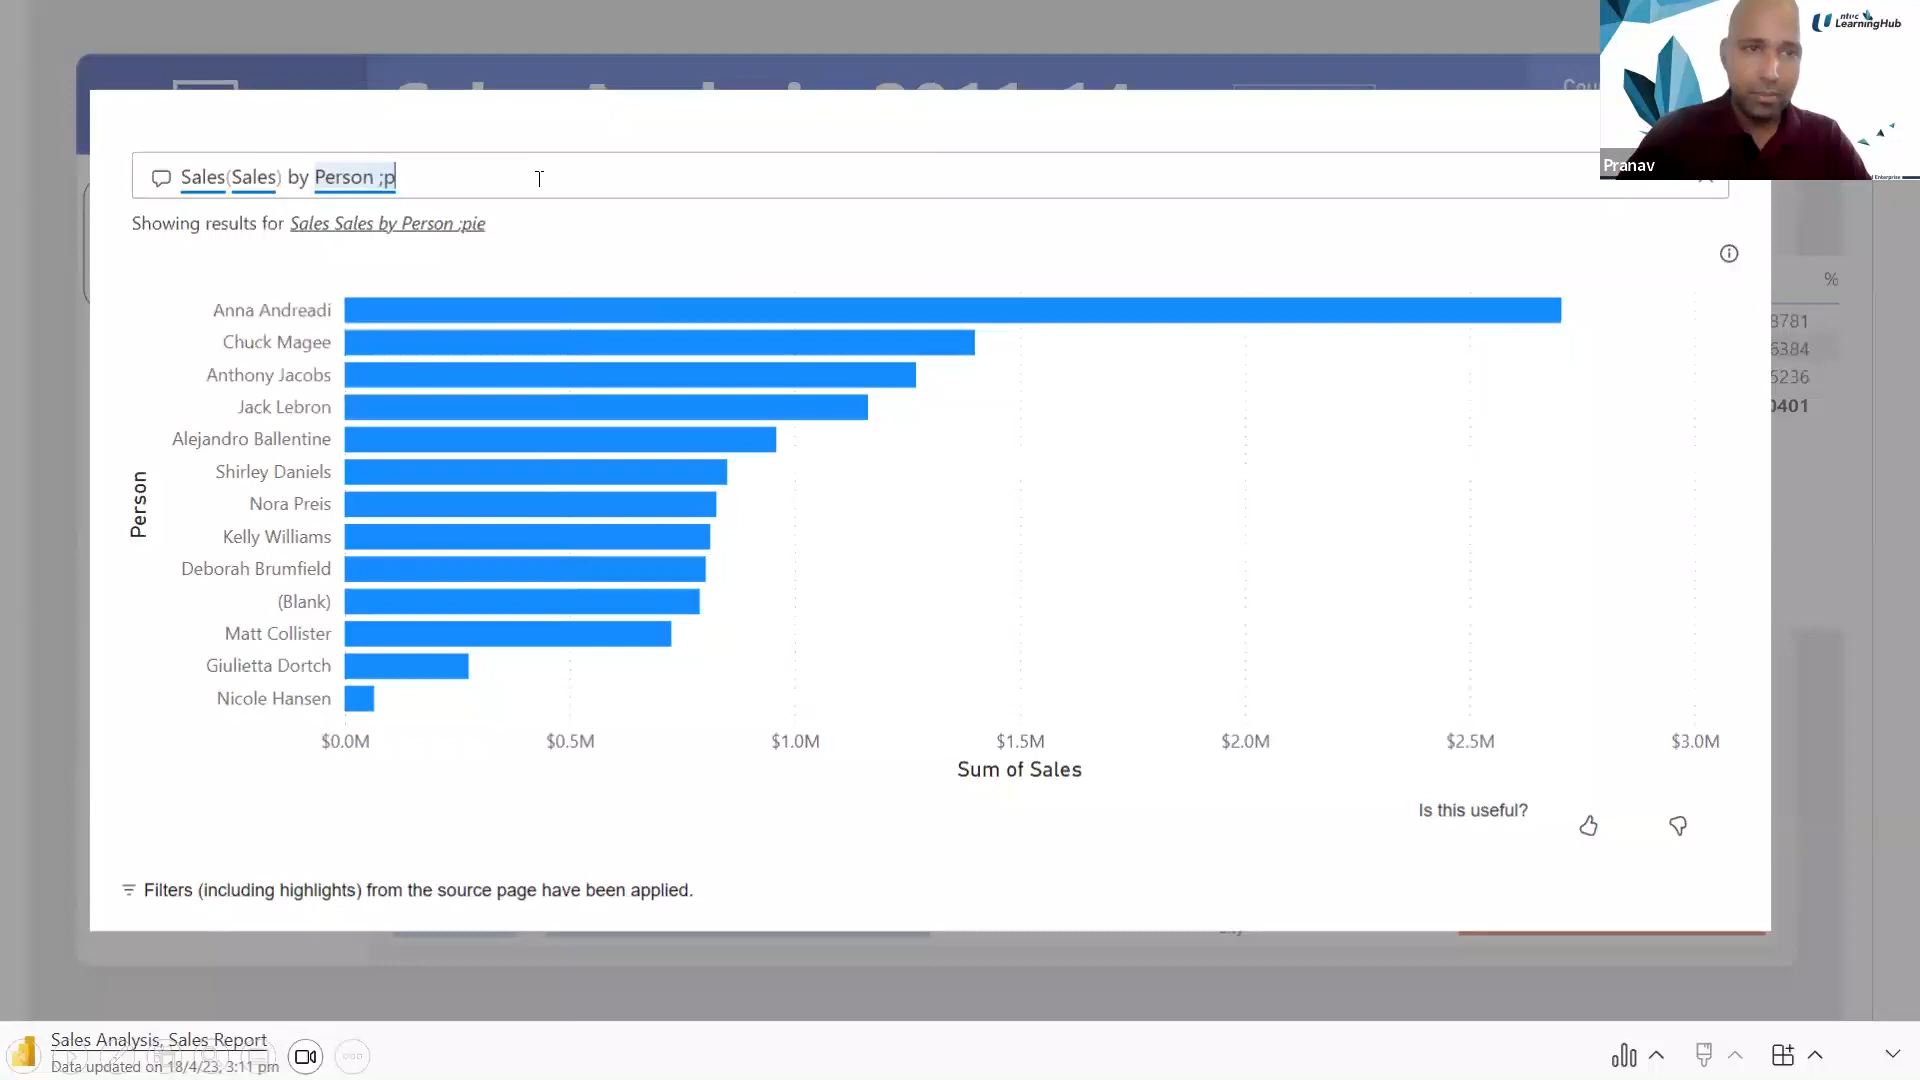 ntuc
LearningHub
Pranav
Sales(Sales) by Person ;p
Showing results for Sales Sales by Person ;pie
%
8781
6384
5236
0401
Anna Andreadi
Chuck Magee
Anthony Jacobs
Jack Lebron
Alejandro Ballentine
Shirley Daniels
Nora Preis
Kelly Williams
Deborah Brumfield
(Blank)
Matt Collister
Giulietta Dortch
Nicole Hansen
Person
$0.0M $0.5M $1.0M $1.5M $2.0M $2.5M $3.0M
Sum of Sales
Is this useful?
Filters (including highlights) from the source page have been applied.
Sales Analysis, Sales Report
Data updated on 18/4/23, 3:11 pm